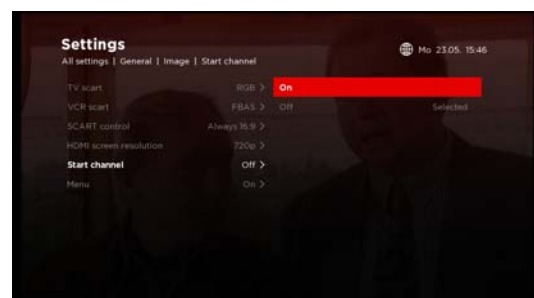 Settings
Mo 23.05. 15:46
All settings | General | Image | Start channel
TV scart RGB > On
VCR scart FBAS > Off Selected
SCART control Always 16:9 >
HDMI screen resolution 720p >
Start channel Off >
Menu On >